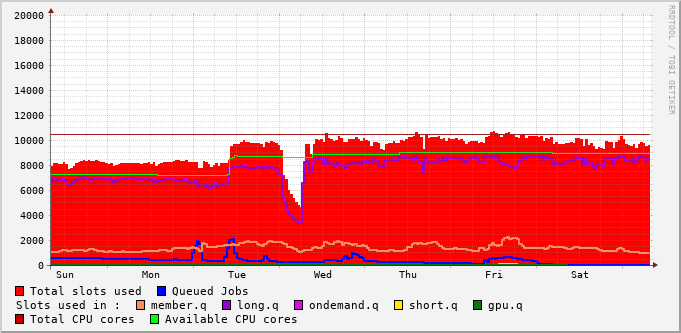 20000
18000
16000
14000
12000
10000
8000
6000
4000
2000
0
Sun Mon Tue Wed Thu Fri Sat
RRDTOOL / TOBI OETIKER
Total slots used Queued Jobs
Slots used in : member.q long.q ondemand.q short.q gpu.q
Total CPU cores Available CPU cores